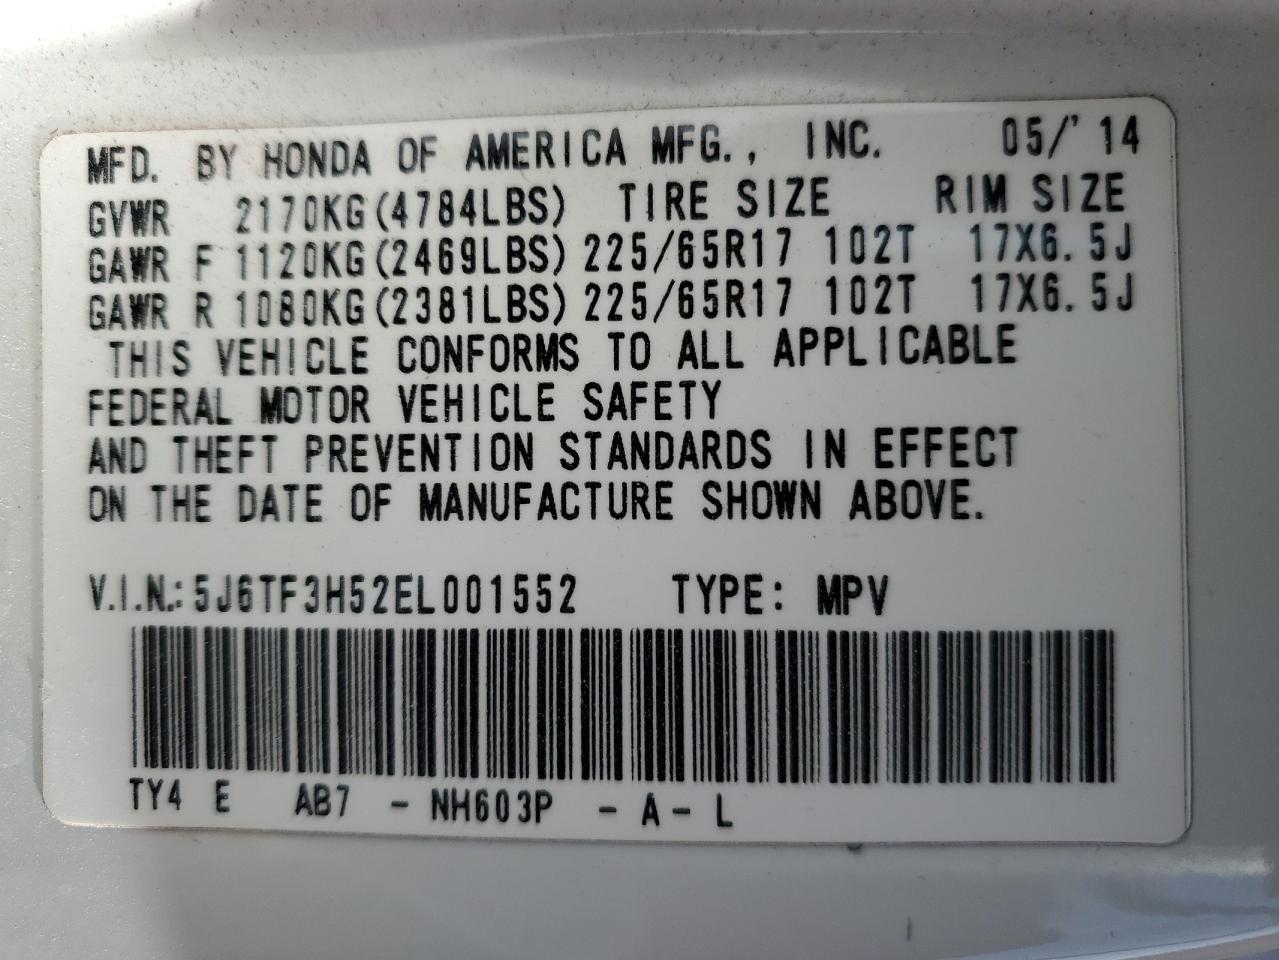 MFD. BY HONDA OF AMERICA MFG., INC. 05/'14
GVWR 2170KG(4784LBS) TIRE SIZE RIM SIZE
GAWR F 1120KG(2469LBS) 225/65R17 102T 17X6.5J
GAWR R 1080KG(2381LBS) 225/65R17 102T 17X6.5J
THIS VEHICLE CONFORMS TO ALL APPLICABLE
FEDERAL MOTOR VEHICLE SAFETY
AND THEFT PREVENTION STANDARDS IN EFFECT
ON THE DATE OF MANUFACTURE SHOWN ABOVE.
V.I.N.: 5J6TF3H52EL001552 TYPE: MPV
TY4 E AB7 - NH603P - A - L